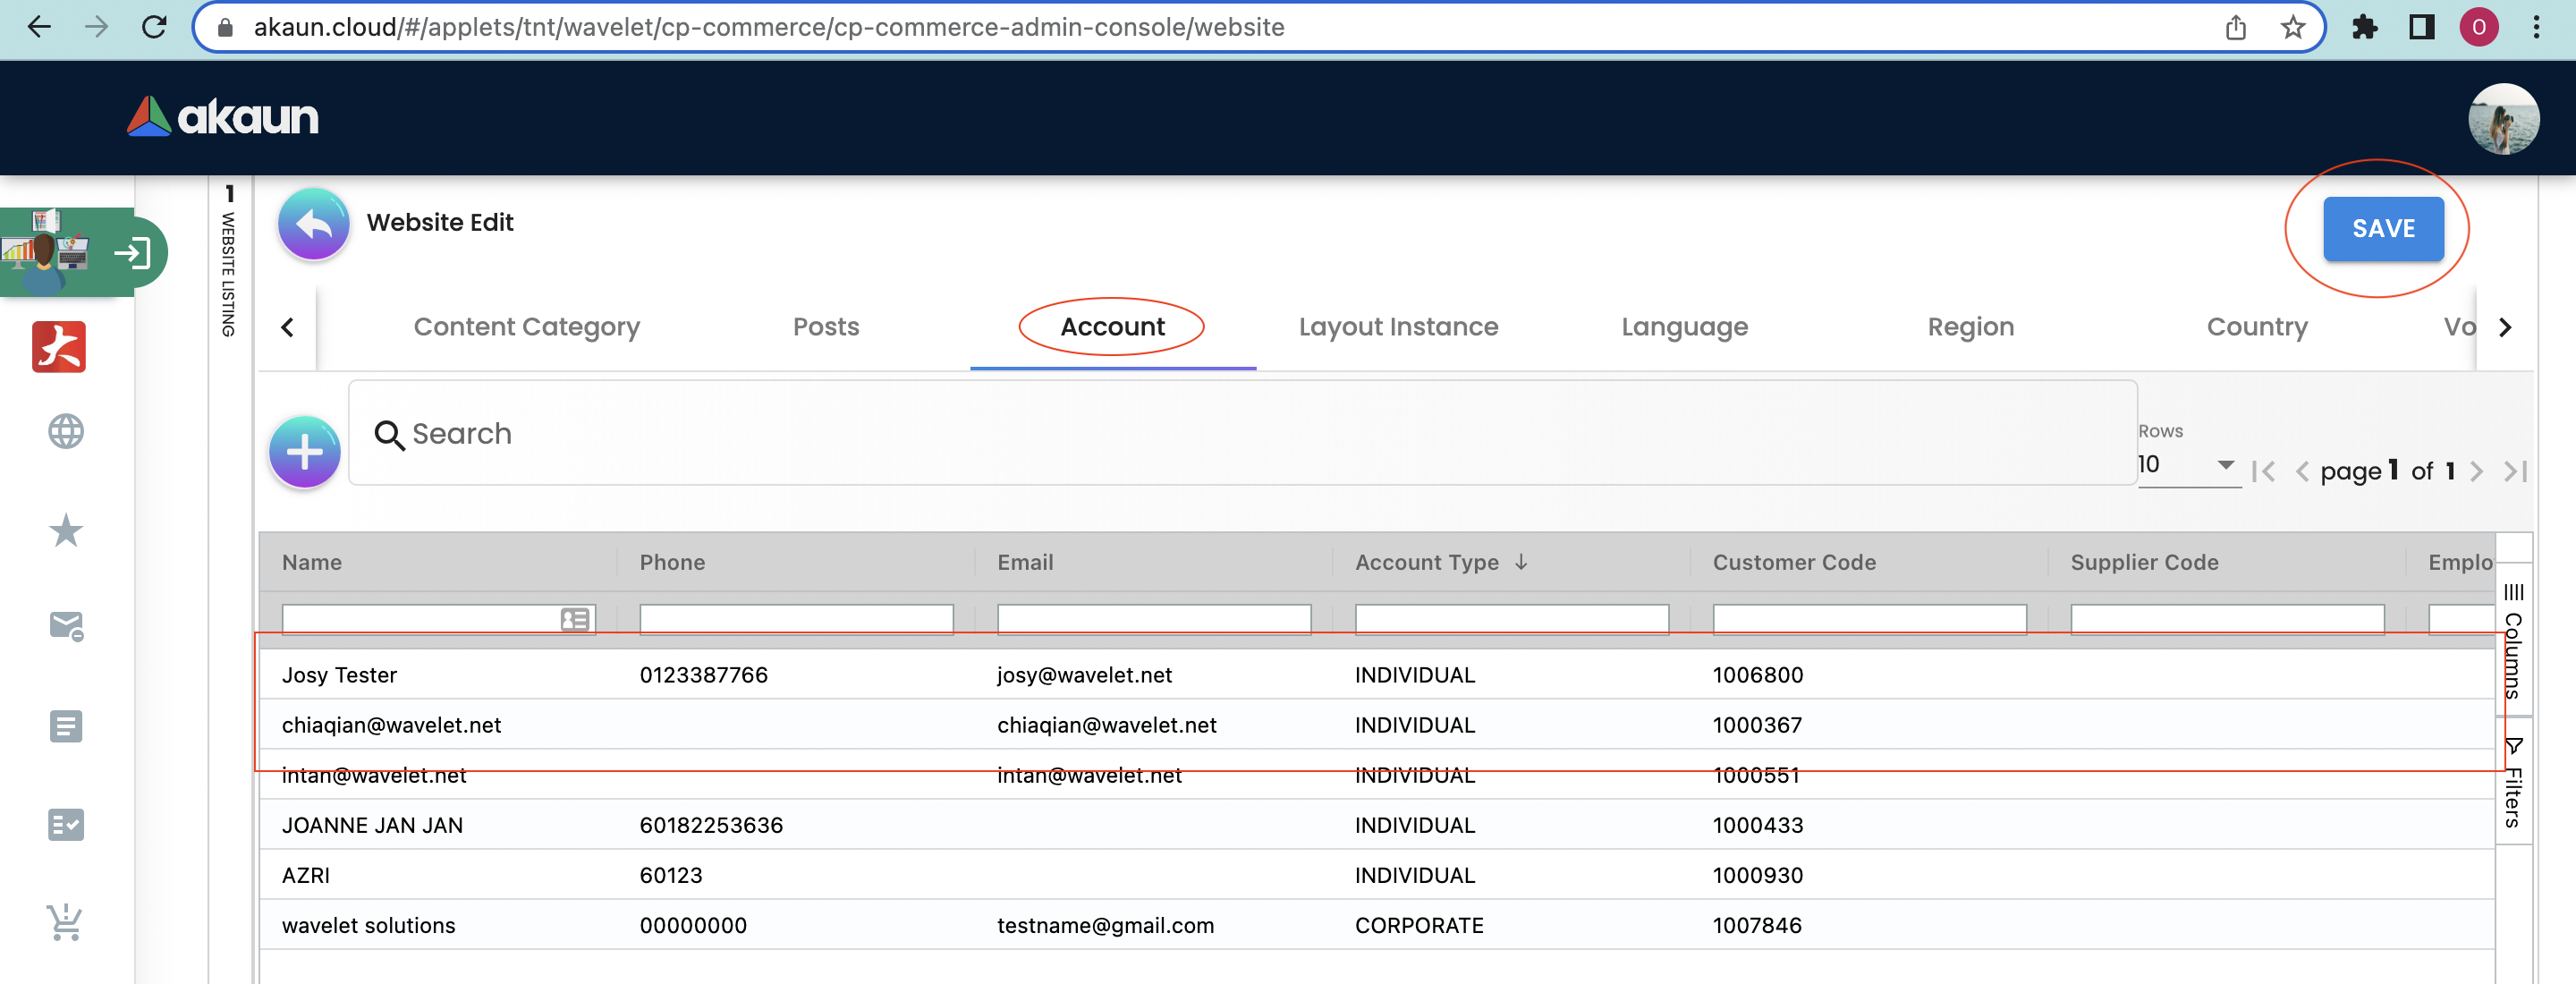 akaun.cloud/#/applets/tnt/wavelet/cp-commerce/cp-commerce-admin-console/website
O
akaun
1 WEBSITE LISTING
Website Edit
SAVE
Content Category Posts Account Layout Instance Language Region Country Vo
Search
Rows
10
page 1 of 1
Name Phone Email Account Type Customer Code Supplier Code Emplo
Josy Tester 0123387766 josy@wavelet.net INDIVIDUAL 1006800
chiaqian@wavelet.net chiaqian@wavelet.net INDIVIDUAL 1000367
intan@wavelet.net intan@wavelet.net INDIVIDUAL 1000551
JOANNE JAN JAN 60182253636 INDIVIDUAL 1000433
AZRI 60123 INDIVIDUAL 1000930
wavelet solutions 00000000 testname@gmail.com CORPORATE 1007846
Columns
Filters